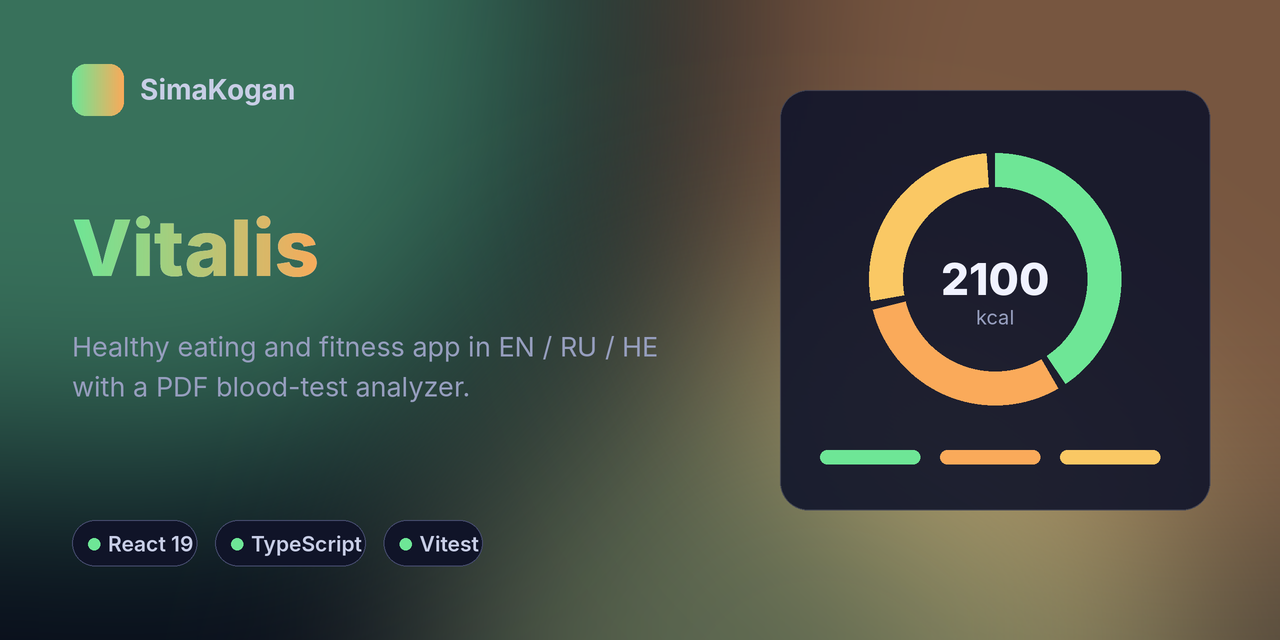 SimaKogan
Vitalis
Healthy eating and fitness app in EN / RU / HE
with a PDF blood-test analyzer.
React 19
TypeScript
Vitest
2100
kcal